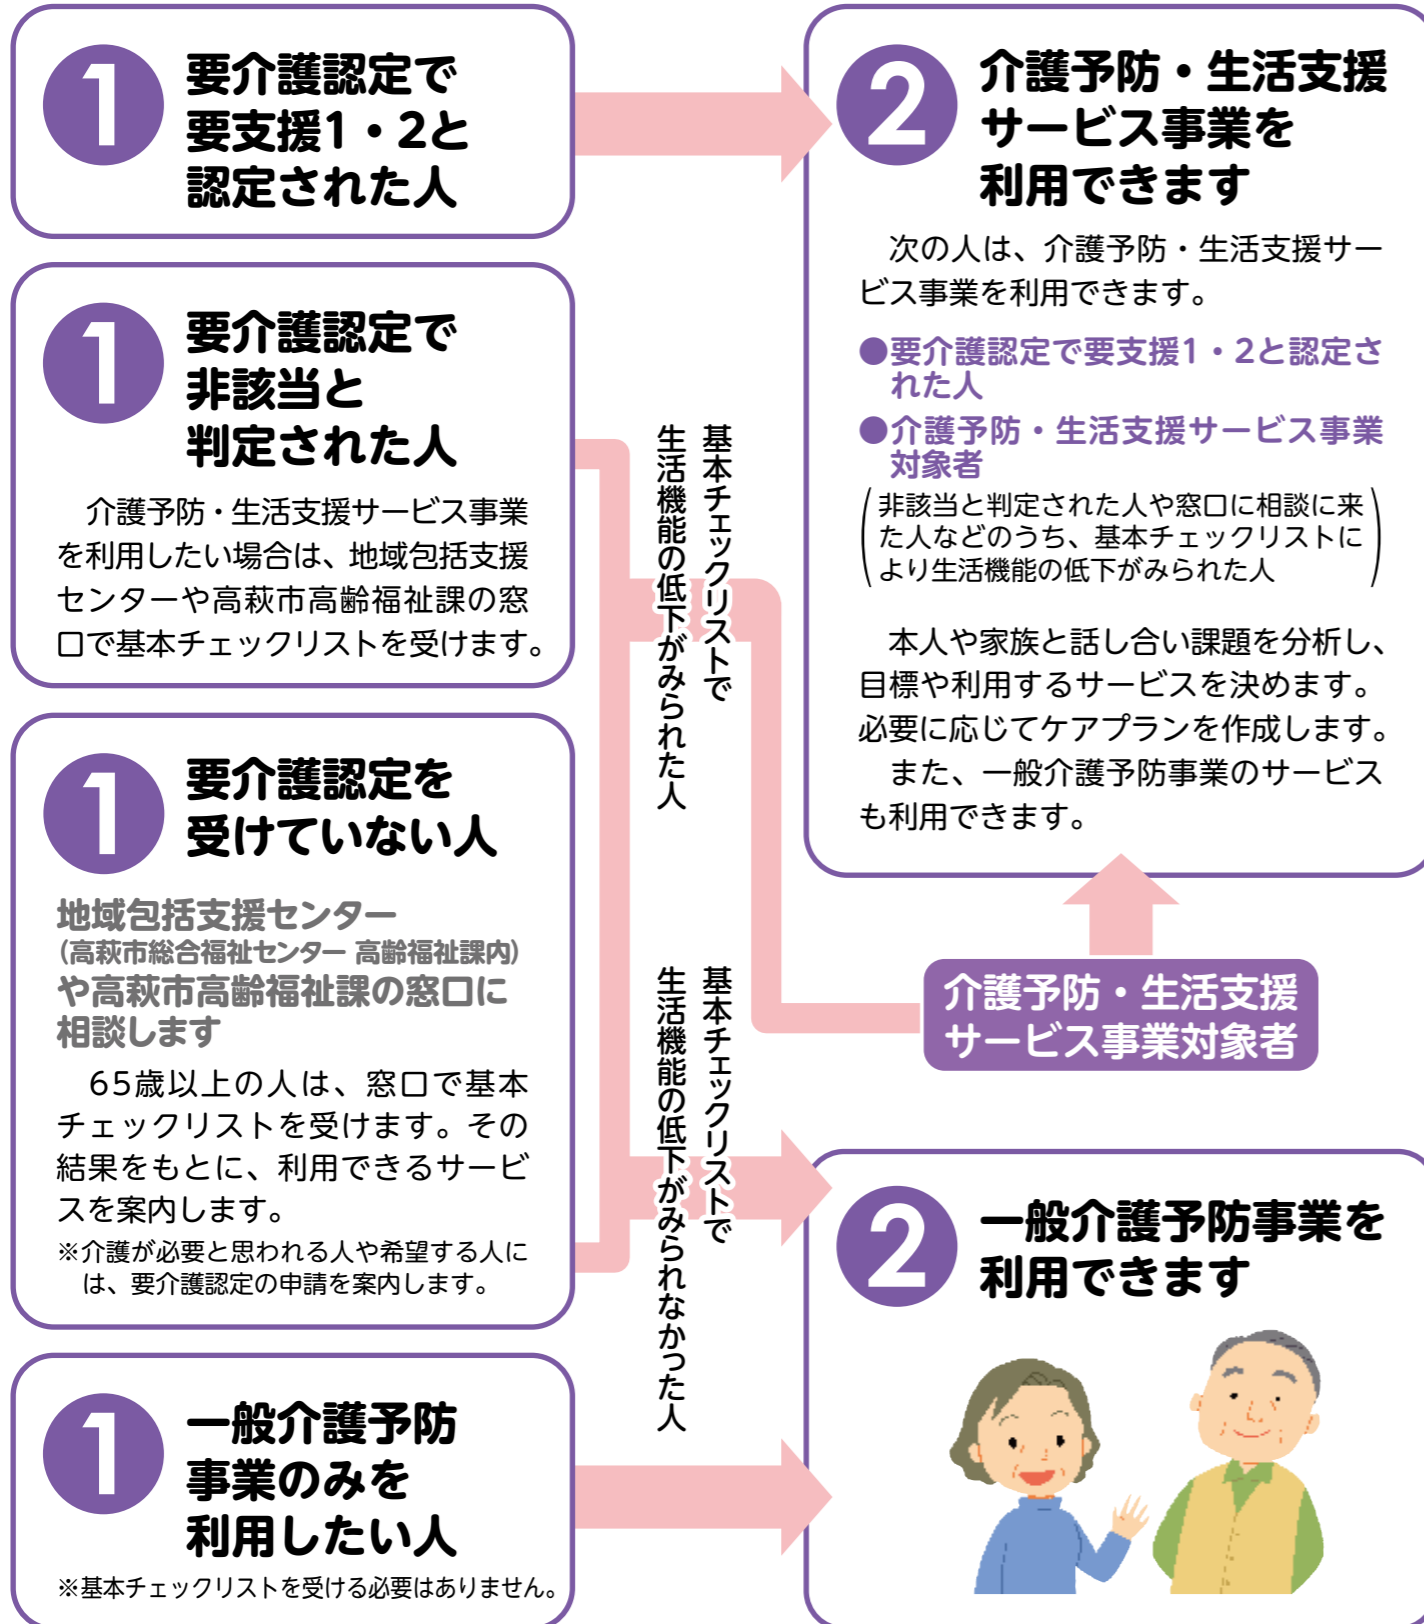 1
要介護認定で
要支援1・2と
認定された人
1
要介護認定で
非該当と
判定された人
介護予防・生活支援サービス事業
を利用したい場合は、地域包括支援
センターや高萩市高齢福祉課の窓
口で基本チェックリストを受けます。
1
要介護認定を
受けていない人
地域包括支援センター
(高萩市総合福祉センター 高齢福祉課内)
や高萩市高齢福祉課の窓口に
相談します
65歳以上の人は、窓口で基本
チェックリストを受けます。その
結果をもとに、利用できるサービ
スを案内します。
※介護が必要と思われる人や希望する人に
は、要介護認定の申請を案内します。
1
一般介護予防
事業のみを
利用したい人
※基本チェックリストを受ける必要はありません。
基本チェックリストで
生活機能の低下がみられた人
基本チェックリストで
生活機能の低下がみられなかった人
2
介護予防・生活支援
サービス事業を
利用できます
次の人は、介護予防・生活支援サー
ビス事業を利用できます。
●要介護認定で要支援1・2と認定さ
れた人
●介護予防・生活支援サービス事業
対象者
(非該当と判定された人や窓口に相談に来
た人などのうち、基本チェックリストに
より生活機能の低下がみられた人)
本人や家族と話し合い課題を分析し、
目標や利用するサービスを決めます。
必要に応じてケアプランを作成します。
また、一般介護予防事業のサービス
も利用できます。
介護予防・生活支援
サービス事業対象者
2
一般介護予防事業を
利用できます